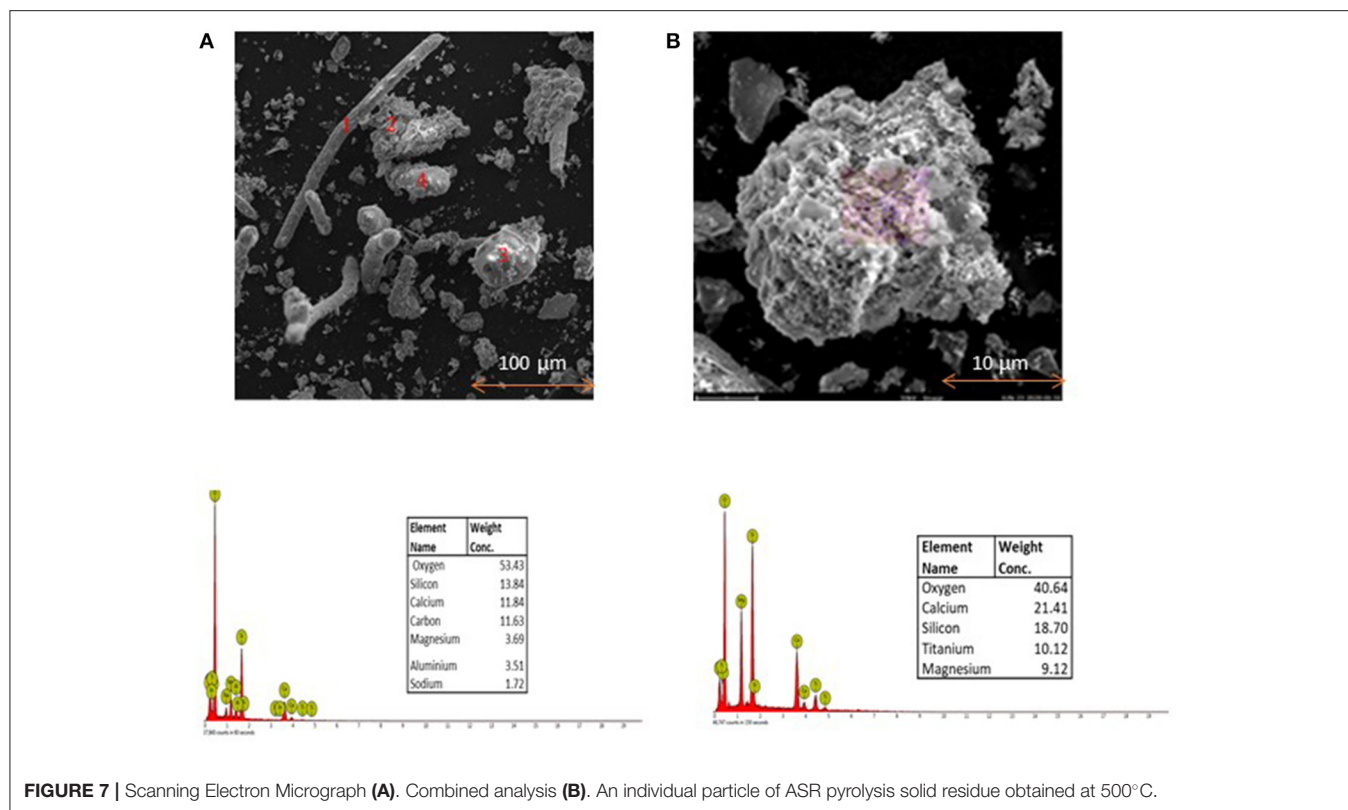 A
B
1
2
4
3
100 µm
10 µm
Element Name Weight Conc.
Oxygen 53.43
Silicon 13.84
Calcium 11.84
Carbon 11.63
Magnesium 3.69
Aluminium 3.51
Sodium 1.72
Element Name Weight Conc.
Oxygen 40.64
Calcium 21.41
Silicon 18.70
Titanium 10.12
Magnesium 9.12
FIGURE 7 | Scanning Electron Micrograph (A). Combined analysis (B). An individual particle of ASR pyrolysis solid residue obtained at 500°C.